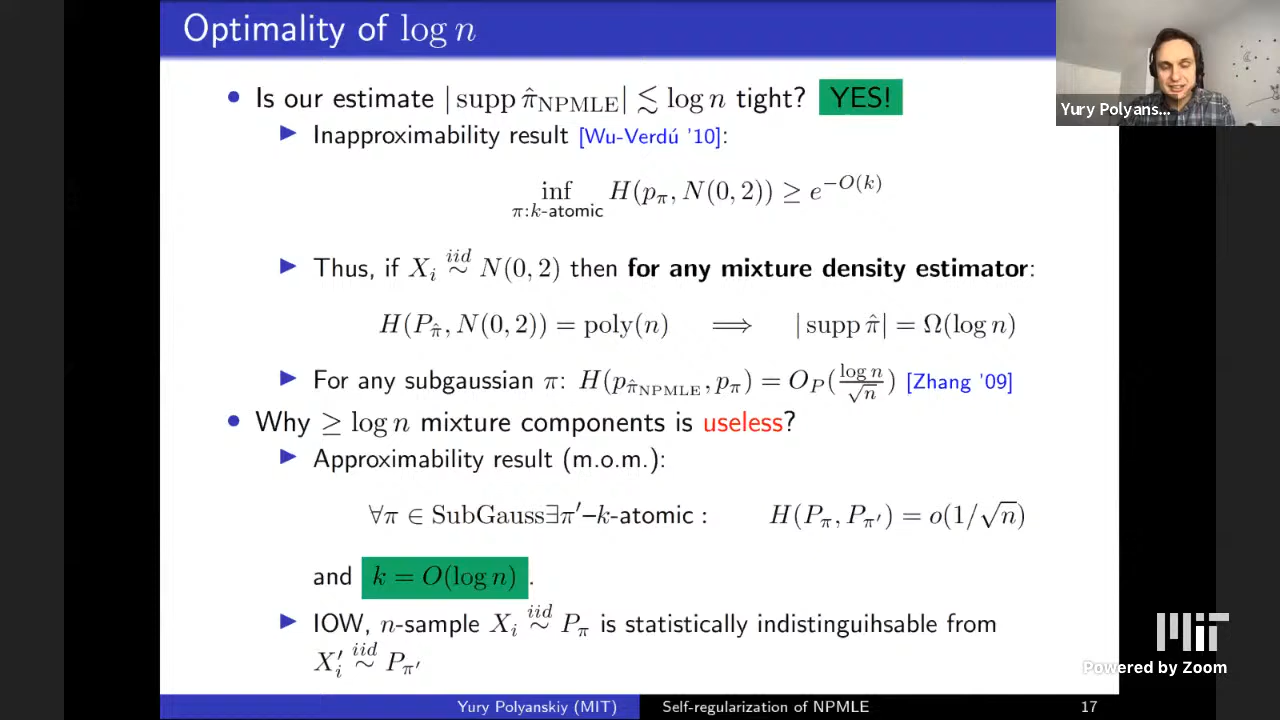 Optimality of log n
Yury Polyans...
• Is our estimate | supp π̂_NPMLE| ≲ log n tight? YES!
▶ Inapproximability result [Wu-Verdú '10]:
inf_{π:k-atomic} H(p_π, N(0, 2)) ≥ e^{−O(k)}
▶ Thus, if X_i ~^{iid} N(0, 2) then for any mixture density estimator:
H(P_π̂, N(0, 2)) = poly(n) ⟹ | supp π̂| = Ω(log n)
▶ For any subgaussian π: H(p_{π̂_NPMLE}, p_π) = O_P(log n/√n) [Zhang '09]
• Why ≥ log n mixture components is useless?
▶ Approximability result (m.o.m.):
∀π ∈ SubGauss∃π′–k-atomic : H(P_π, P_π′) = o(1/√n)
and k = O(log n) .
▶ IOW, n-sample X_i ~^{iid} P_π is statistically indistinguihsable from
X′_i ~^{iid} P_π′
MIT
Powered by Zoom
Yury Polyanskiy (MIT) Self-regularization of NPMLE 17